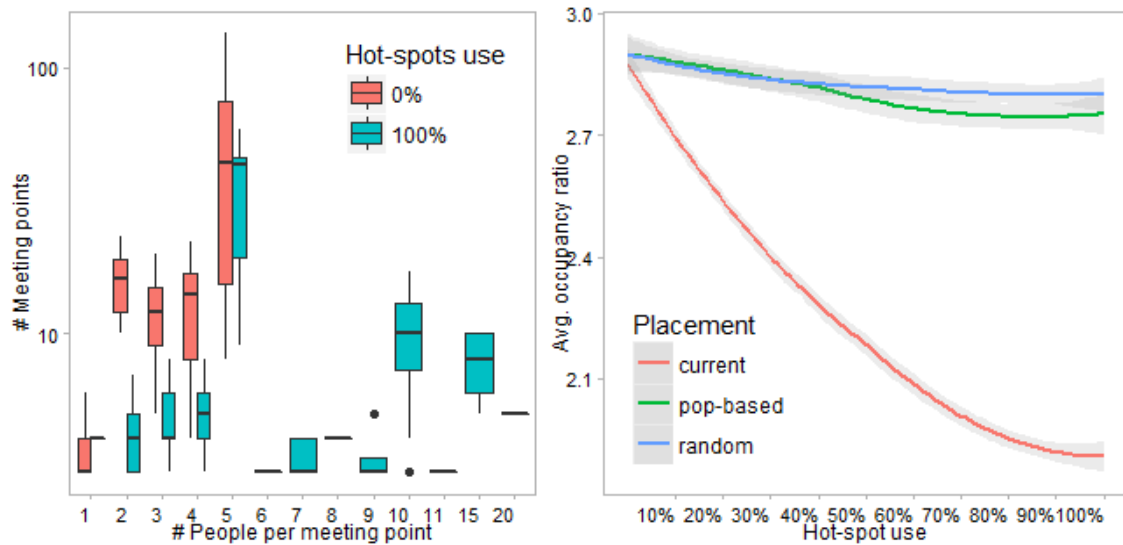 100
10
# Meeting points
Hot-spots use
0%
100%
1 2 3 4 5 6 7 8 9 10 11 15 20
# People per meeting point
3.0
2.7
2.4
2.1
Avg. occupancy ratio
Placement
current
pop-based
random
10% 20% 30% 40% 50% 60% 70% 80% 90% 100%
Hot-spot use